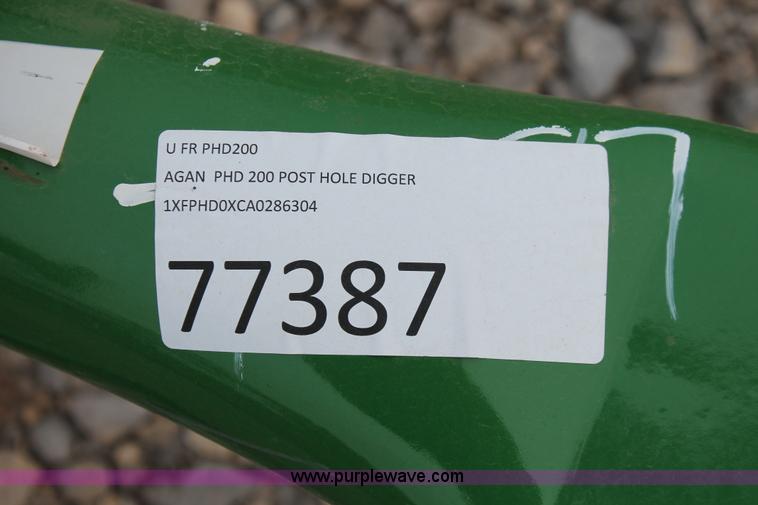 U FR PHD200
AGAN PHD 200 POST HOLE DIGGER
1XFPHD0XCA0286304
77387
www.purplewave.com